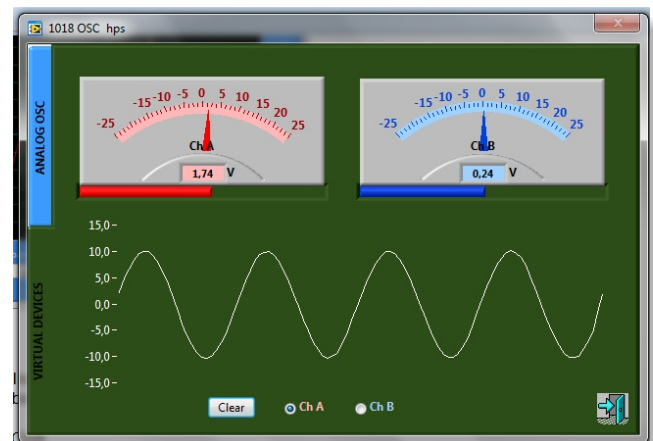 1018 OSC hps
ANALOG OSC
VIRTUAL DEVICES
-25 -15 -10 -5 0 5 10 15 20 25
Ch A
1,74 V
-25 -15 -10 -5 0 5 10 15 20 25
Ch B
0,24 V
15,0
10,0
5,0
0,0
-5,0
-10,0
-15,0
Clear Ch A Ch B